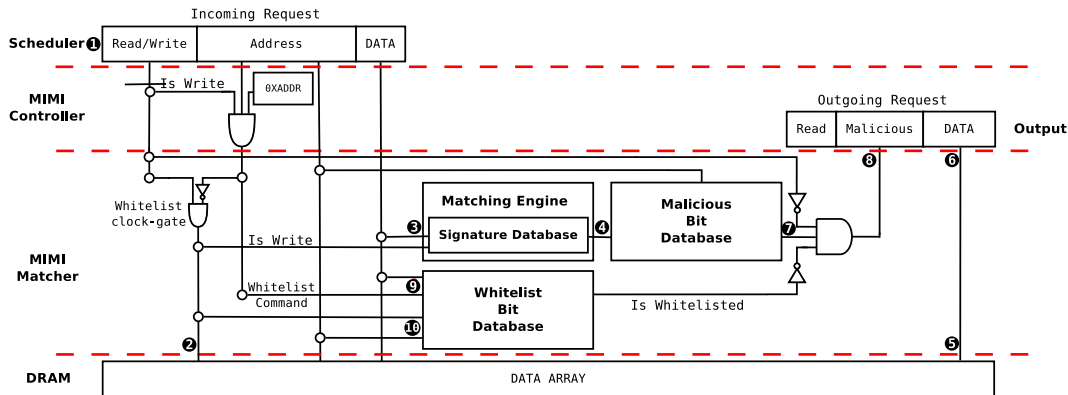 Incoming Request
Scheduler 1 Read/Write Address DATA
Is Write
0XADDR
MIMI
Controller
Outgoing Request
Read Malicious DATA Output
8 6
Whitelist
clock-gate
Matching Engine
Signature Database
3 4
Malicious
Bit
Database
7
Is Write
MIMI
Matcher
Whitelist
Command
9
10
Whitelist
Bit
Database
Is Whitelisted
2 5
DRAM DATA ARRAY